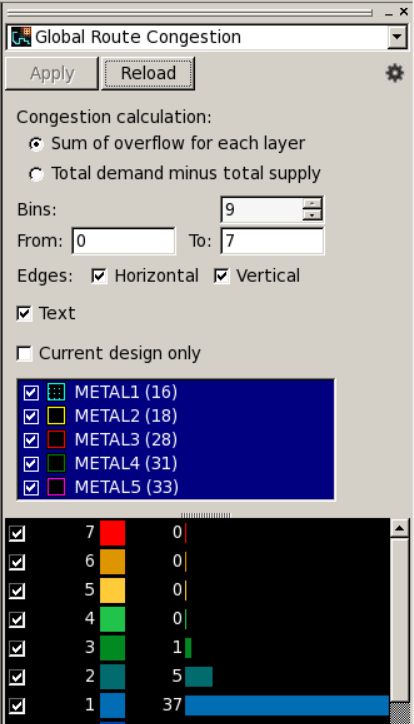 Global Route Congestion
Apply Reload
Congestion calculation:
Sum of overflow for each layer
Total demand minus total supply
Bins: 9
From: 0 To: 7
Edges: Horizontal Vertical
Text
Current design only
METAL1 (16)
METAL2 (18)
METAL3 (28)
METAL4 (31)
METAL5 (33)
7 0
6 0
5 0
4 0
3 1
2 5
1 37